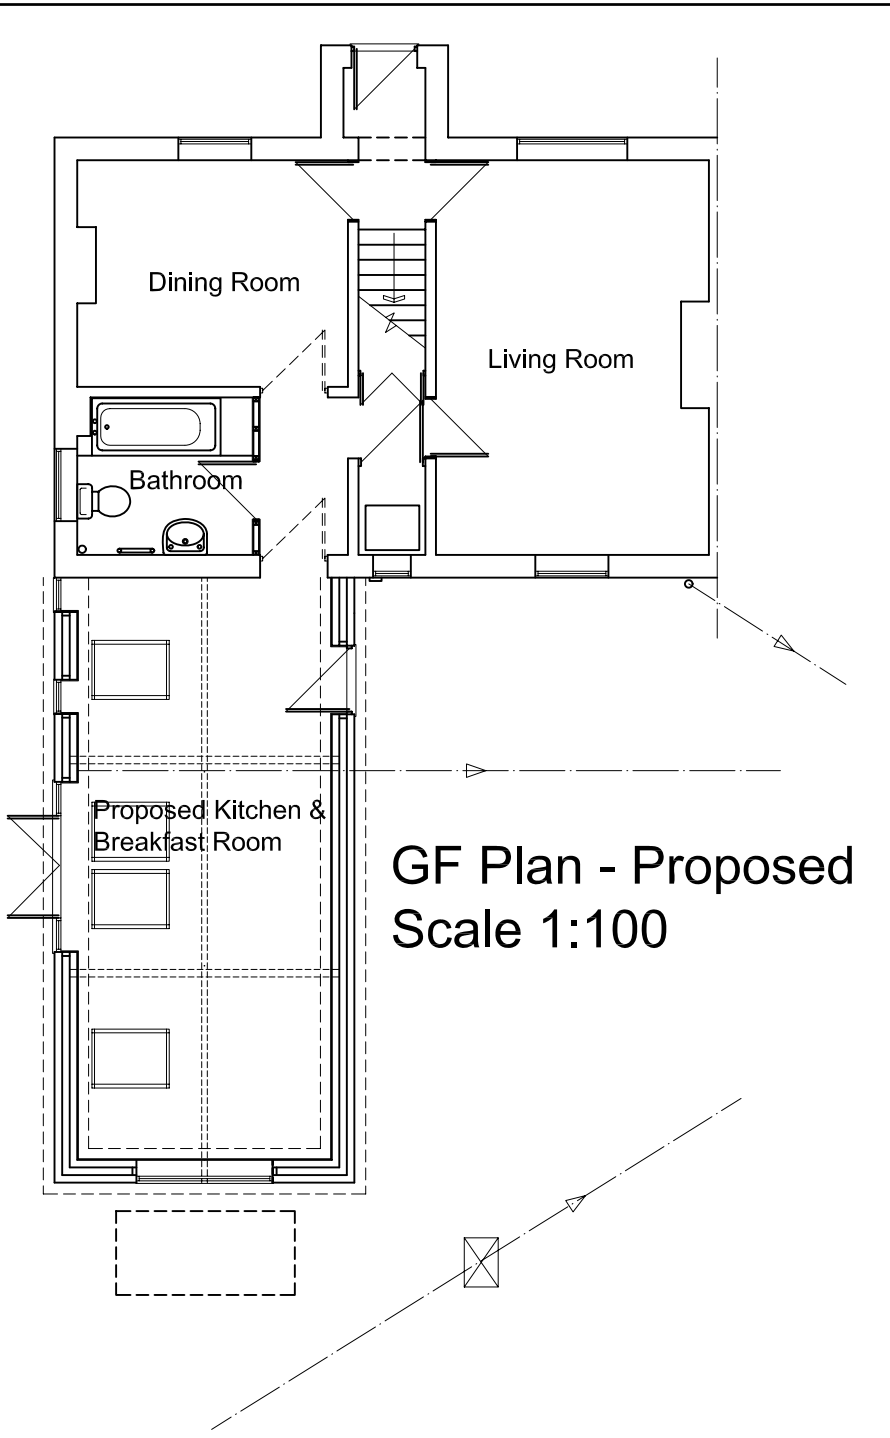 Dining Room
Living Room
Bathroom
Proposed Kitchen &
Breakfast Room
GF Plan - Proposed
Scale 1:100